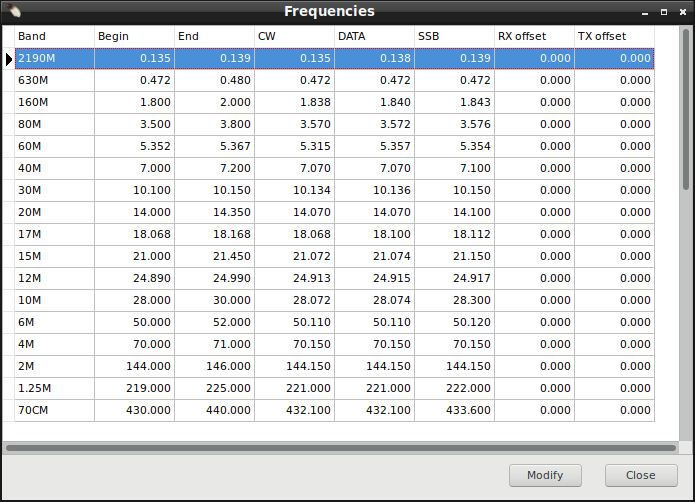 Frequencies
Band Begin End CW DATA SSB RX offset TX offset
2190M 0.135 0.139 0.135 0.138 0.139 0.000 0.000
630M 0.472 0.480 0.472 0.472 0.472 0.000 0.000
160M 1.800 2.000 1.838 1.840 1.843 0.000 0.000
80M 3.500 3.800 3.570 3.572 3.576 0.000 0.000
60M 5.352 5.367 5.315 5.357 5.354 0.000 0.000
40M 7.000 7.200 7.070 7.070 7.100 0.000 0.000
30M 10.100 10.150 10.134 10.136 10.150 0.000 0.000
20M 14.000 14.350 14.070 14.070 14.100 0.000 0.000
17M 18.068 18.168 18.068 18.100 18.112 0.000 0.000
15M 21.000 21.450 21.072 21.074 21.150 0.000 0.000
12M 24.890 24.990 24.913 24.915 24.917 0.000 0.000
10M 28.000 30.000 28.072 28.074 28.300 0.000 0.000
6M 50.000 52.000 50.110 50.110 50.120 0.000 0.000
4M 70.000 71.000 70.150 70.150 70.150 0.000 0.000
2M 144.000 146.000 144.150 144.150 144.150 0.000 0.000
1.25M 219.000 225.000 221.000 221.000 222.000 0.000 0.000
70CM 430.000 440.000 432.100 432.100 433.600 0.000 0.000
Modify Close